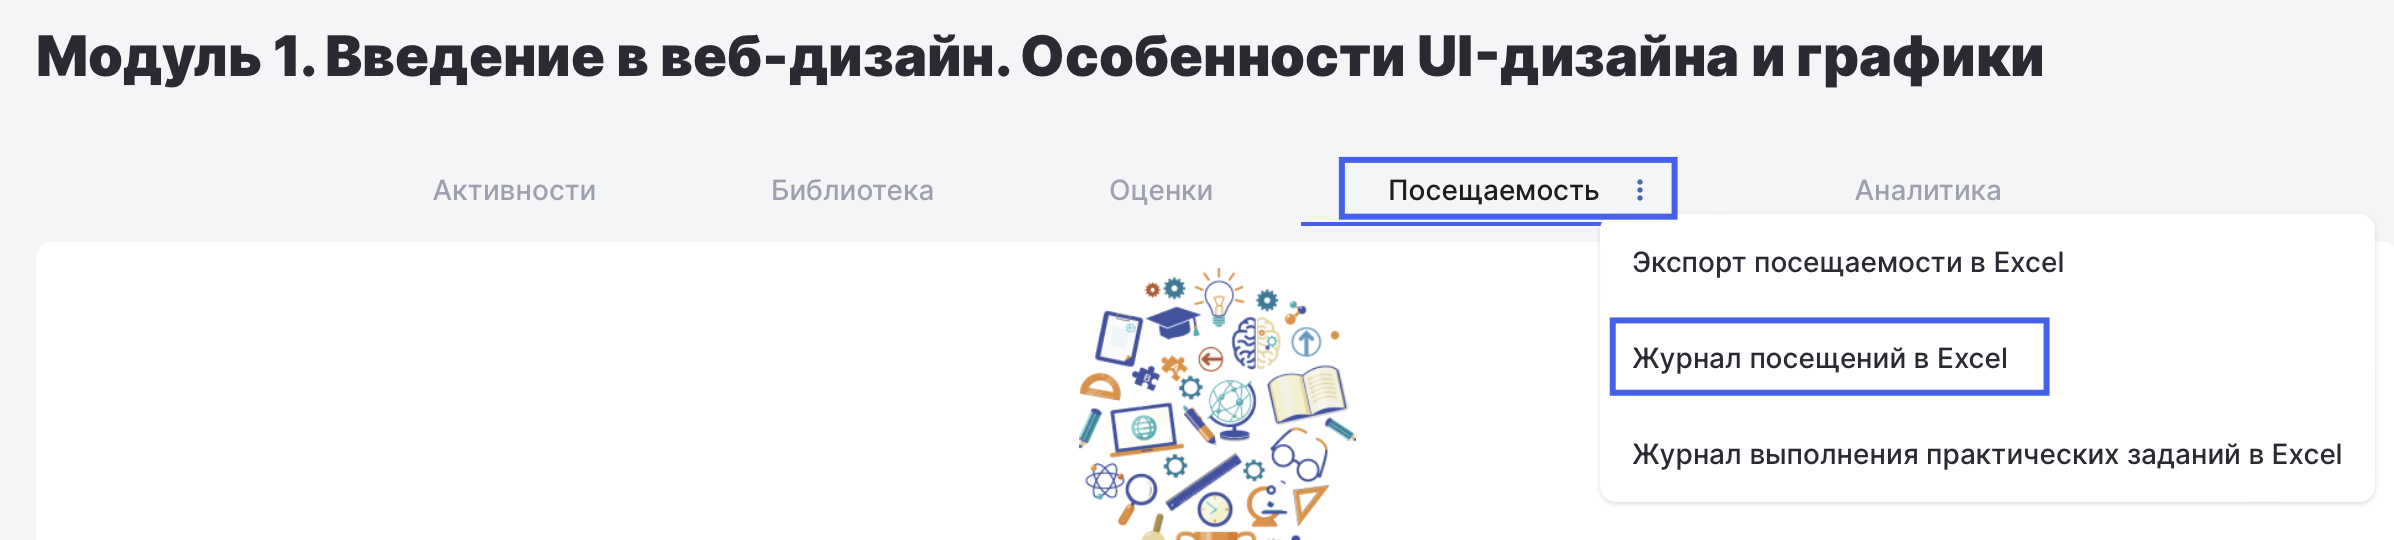 Модуль 1. Введение в веб-дизайн. Особенности UI-дизайна и графики
Активности Библиотека Оценки Посещаемость Аналитика
Экспорт посещаемости в Excel
Журнал посещений в Excel
Журнал выполнения практических заданий в Excel